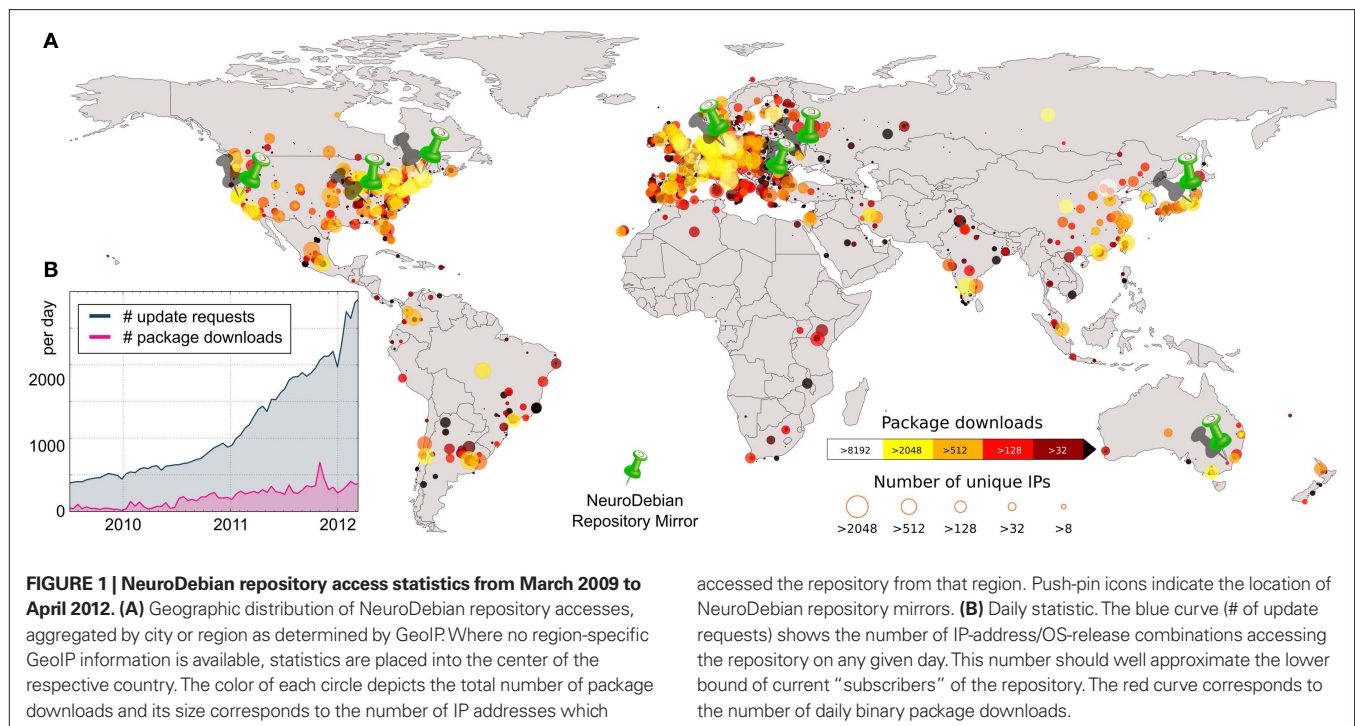 A
B
per day
# update requests
# package downloads
2000
1000
0
2010
2011
2012
NeuroDebian
Repository Mirror
Package downloads
>8192 >2048 >512 >128 >32
Number of unique IPs
>2048 >512 >128 >32 >8
FIGURE 1 | NeuroDebian repository access statistics from March 2009 to
April 2012. (A) Geographic distribution of NeuroDebian repository accesses,
aggregated by city or region as determined by GeoIP. Where no region-specific
GeoIP information is available, statistics are placed into the center of the
respective country. The color of each circle depicts the total number of package
downloads and its size corresponds to the number of IP addresses which
accessed the repository from that region. Push-pin icons indicate the location of
NeuroDebian repository mirrors. (B) Daily statistic. The blue curve (# of update
requests) shows the number of IP-address/OS-release combinations accessing
the repository on any given day. This number should well approximate the lower
bound of current “subscribers” of the repository. The red curve corresponds to
the number of daily binary package downloads.